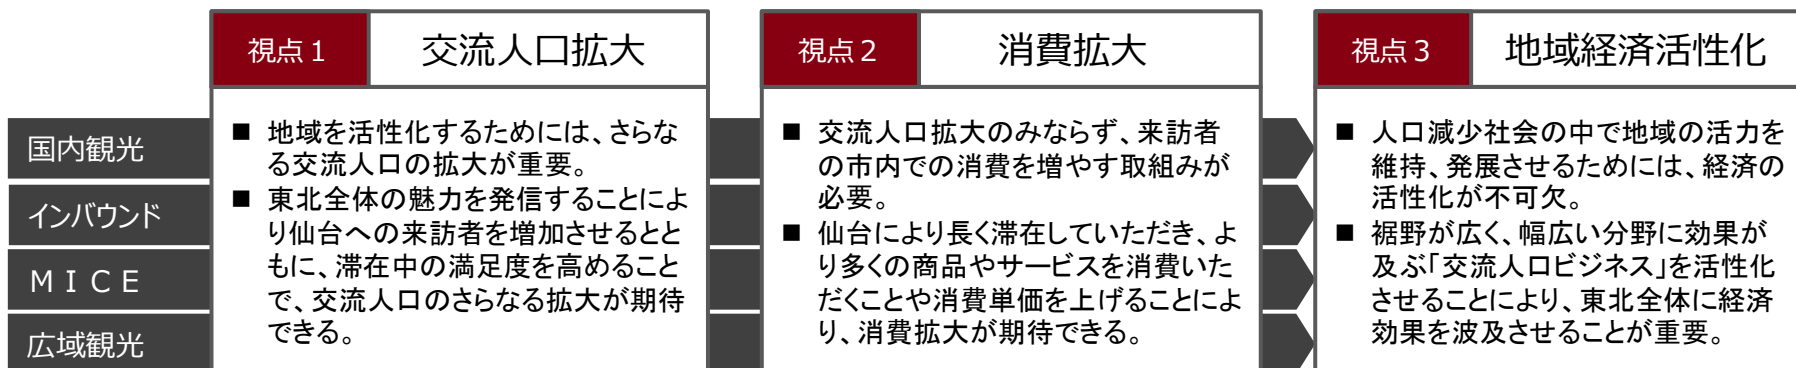 視点1 交流人口拡大
視点2 消費拡大
視点3 地域経済活性化
国内観光
インバウンド
ＭＩＣＥ
広域観光
■ 地域を活性化するためには、さらな
る交流人口の拡大が重要。
■ 東北全体の魅力を発信することによ
り仙台への来訪者を増加させるとと
もに、滞在中の満足度を高めること
で、交流人口のさらなる拡大が期待
できる。
■ 交流人口拡大のみならず、来訪者
の市内での消費を増やす取組みが
必要。
■ 仙台により長く滞在していただき、よ
り多くの商品やサービスを消費いた
だくことや消費単価を上げることによ
り、消費拡大が期待できる。
■ 人口減少社会の中で地域の活力を
維持、発展させるためには、経済の
活性化が不可欠。
■ 裾野が広く、幅広い分野に効果が
及ぶ「交流人口ビジネス」を活性化
させることにより、東北全体に経済
効果を波及させることが重要。